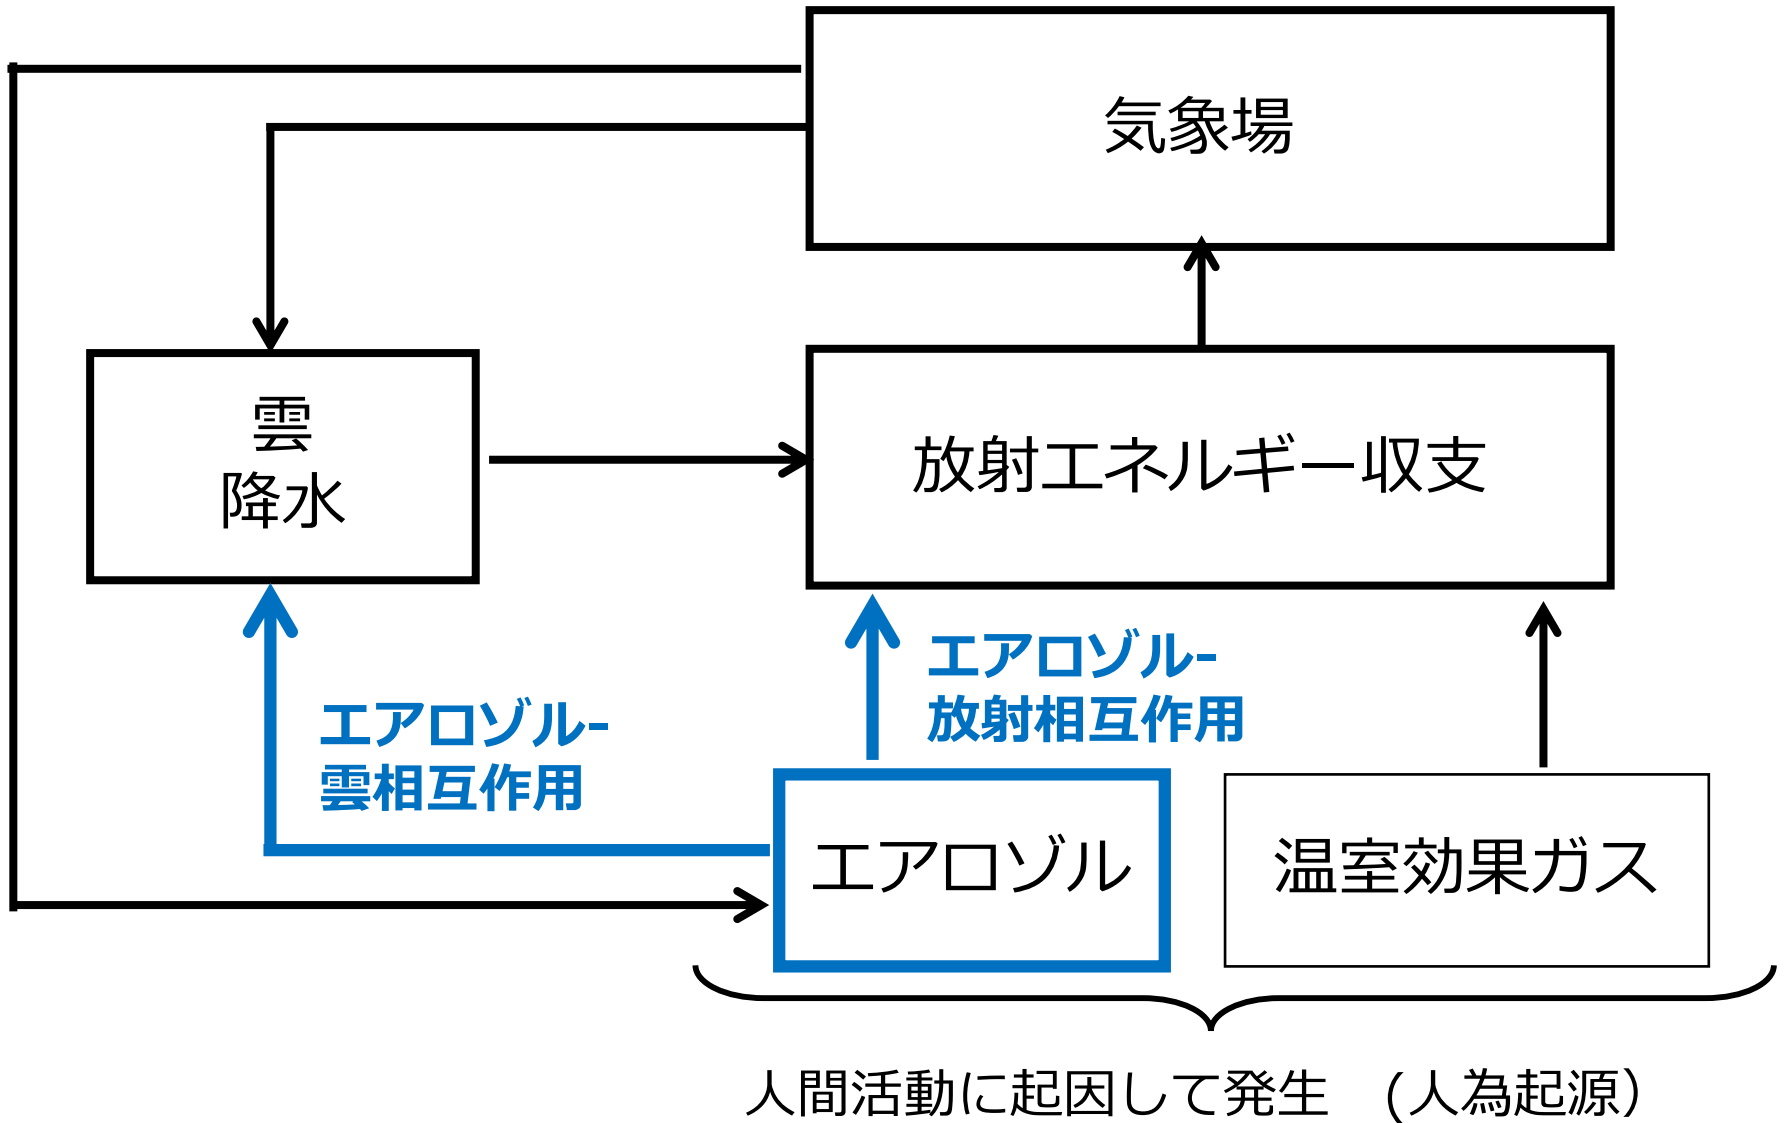 気象場
雲
降水
放射エネルギー収支
エアロゾル-
放射相互作用
エアロゾル-
雲相互作用
エアロゾル
温室効果ガス
人間活動に起因して発生　(人為起源)